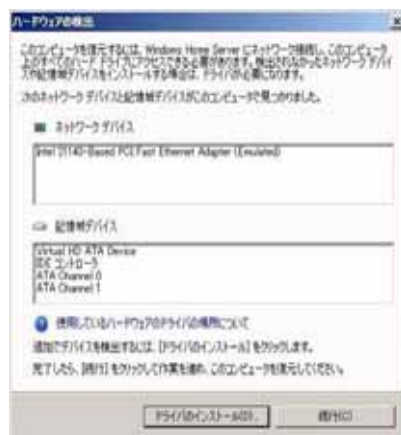 ハードウェアの検出
このコンピュータを復元するには、Windows Home Server にネットワーク接続し、このコンピュータ
上のすべてのハード ドライブにアクセスできる必要があります。検出されなかったネットワーク デバイ
スや記憶域デバイスをインストールする場合は、ドライバが必要になります。
次のネットワーク デバイスと記憶域デバイスがこのコンピュータで見つかりました。
ネットワーク デバイス
Intel 21140-Based PCI Fast Ethernet Adapter (Emulated)
記憶域デバイス
Virtual HD ATA Device
IDE コントローラ
ATA Channel 0
ATA Channel 1
使用しているハードウェアのドライバの場所について
追加でデバイスを検出するには、[ドライバのインストール] をクリックします。
完了したら、[続行] をクリックして作業を進め、このコンピュータを復元してください。
ドライバのインストール(I)...
続行(C)